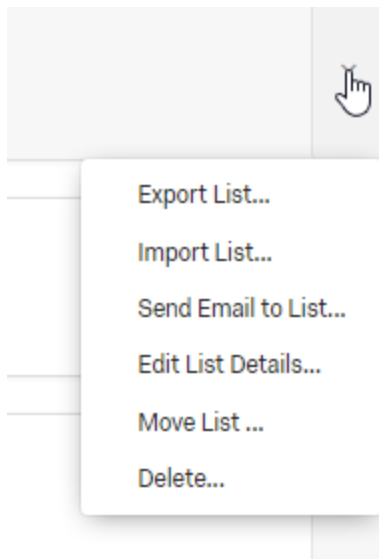 Export List...
Import List...
Send Email to List...
Edit List Details...
Move List ...
Delete...